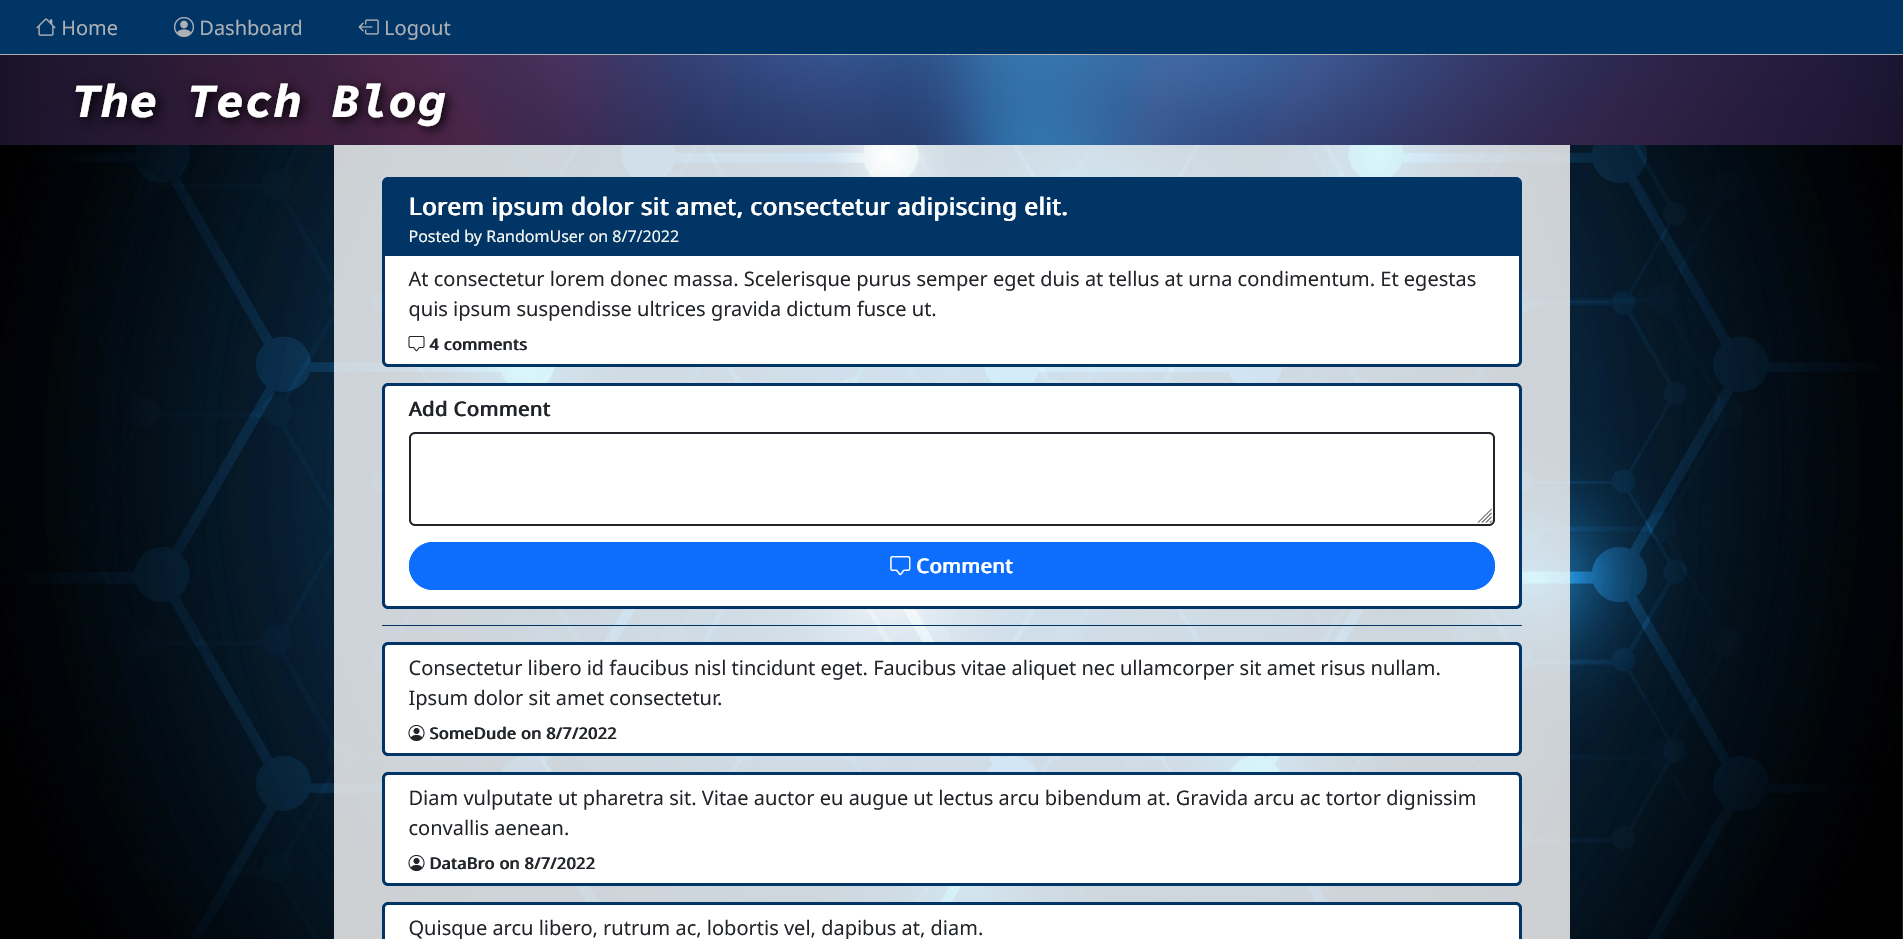 Home Dashboard Logout
The Tech Blog
Lorem ipsum dolor sit amet, consectetur adipiscing elit.
Posted by RandomUser on 8/7/2022
At consectetur lorem donec massa. Scelerisque purus semper eget duis at tellus at urna condimentum. Et egestas
quis ipsum suspendisse ultrices gravida dictum fusce ut.
4 comments
Add Comment
Comment
Consectetur libero id faucibus nisl tincidunt eget. Faucibus vitae aliquet nec ullamcorper sit amet risus nullam.
Ipsum dolor sit amet consectetur.
SomeDude on 8/7/2022
Diam vulputate ut pharetra sit. Vitae auctor eu augue ut lectus arcu bibendum at. Gravida arcu ac tortor dignissim
convallis aenean.
DataBro on 8/7/2022
Quisque arcu libero, rutrum ac, lobortis vel, dapibus at, diam.